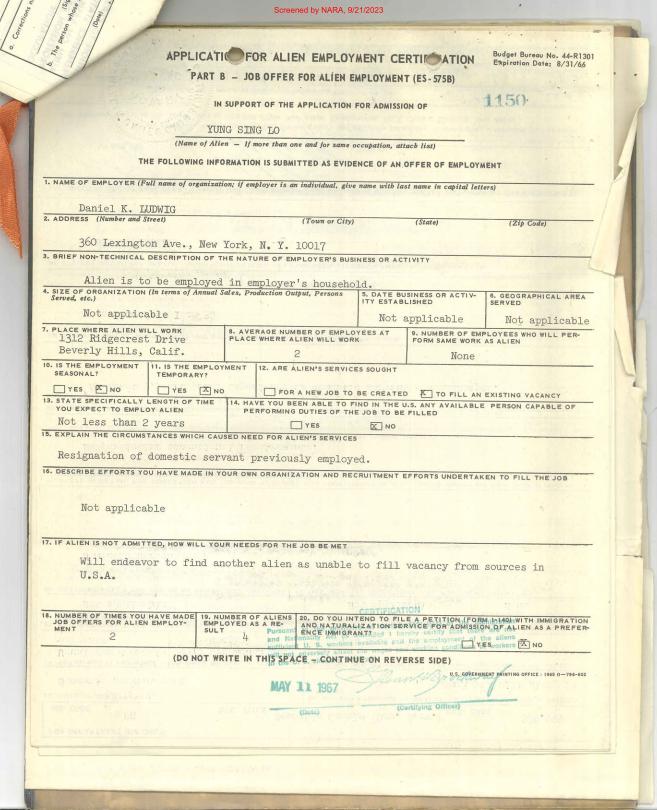 Screened by NARA, 9/21/2023
a. Corrections
b. The person whose
(Date)
APPLICATION FOR ALIEN EMPLOYMENT CERTIFICATION
Budget Bureau No. 44-R1301
Expiration Date: 8/31/66
PART B – JOB OFFER FOR ALIEN EMPLOYMENT (ES-575B)
IN SUPPORT OF THE APPLICATION FOR ADMISSION OF
1150
YUNG SING LO
(Name of Alien – If more than one and for same occupation, attach list)
THE FOLLOWING INFORMATION IS SUBMITTED AS EVIDENCE OF AN OFFER OF EMPLOYMENT
1. NAME OF EMPLOYER (Full name of organization; if employer is an individual, give name with last name in capital letters)
Daniel K. LUDWIG
2. ADDRESS (Number and Street) (Town or City) (State) (Zip Code)
360 Lexington Ave., New York, N. Y. 10017
3. BRIEF NON-TECHNICAL DESCRIPTION OF THE NATURE OF EMPLOYER'S BUSINESS OR ACTIVITY
Alien is to be employed in employer's household.
4. SIZE OF ORGANIZATION (In terms of Annual Sales, Production Output, Persons
Served, etc.)
Not applicable
5. DATE BUSINESS OR ACTIV-
ITY ESTABLISHED
Not applicable
6. GEOGRAPHICAL AREA
SERVED
Not applicable
7. PLACE WHERE ALIEN WILL WORK
1312 Ridgecrest Drive
Beverly Hills, Calif.
8. AVERAGE NUMBER OF EMPLOYEES AT
PLACE WHERE ALIEN WILL WORK
2
9. NUMBER OF EMPLOYEES WHO WILL PER-
FORM SAME WORK AS ALIEN
None
10. IS THE EMPLOYMENT
SEASONAL?
YES X NO
11. IS THE EMPLOYMENT
TEMPORARY?
YES X NO
12. ARE ALIEN'S SERVICES SOUGHT
FOR A NEW JOB TO BE CREATED X TO FILL AN EXISTING VACANCY
13. STATE SPECIFICALLY LENGTH OF TIME
YOU EXPECT TO EMPLOY ALIEN
Not less than 2 years
14. HAVE YOU BEEN ABLE TO FIND IN THE U.S. ANY AVAILABLE PERSON CAPABLE OF
PERFORMING DUTIES OF THE JOB TO BE FILLED
YES X NO
15. EXPLAIN THE CIRCUMSTANCES WHICH CAUSED NEED FOR ALIEN'S SERVICES
Resignation of domestic servant previously employed.
16. DESCRIBE EFFORTS YOU HAVE MADE IN YOUR OWN ORGANIZATION AND RECRUITMENT EFFORTS UNDERTAKEN TO FILL THE JOB
Not applicable
17. IF ALIEN IS NOT ADMITTED, HOW WILL YOUR NEEDS FOR THE JOB BE MET
Will endeavor to find another alien as unable to fill vacancy from sources in
U.S.A.
CERTIFICATION
18. NUMBER OF TIMES YOU HAVE MADE
JOB OFFERS FOR ALIEN EMPLOY-
MENT
2
19. NUMBER OF ALIENS
EMPLOYED AS A RE-
SULT
4
20. DO YOU INTEND TO FILE A PETITION (FORM I-140) WITH IMMIGRATION
AND NATURALIZATION SERVICE FOR ADMISSION OF ALIEN AS A PREFER-
ENCE IMMIGRANT?
YES X NO
(DO NOT WRITE IN THIS SPACE – CONTINUE ON REVERSE SIDE)
MAY 11 1967
(Date)
(Certifying Officer)